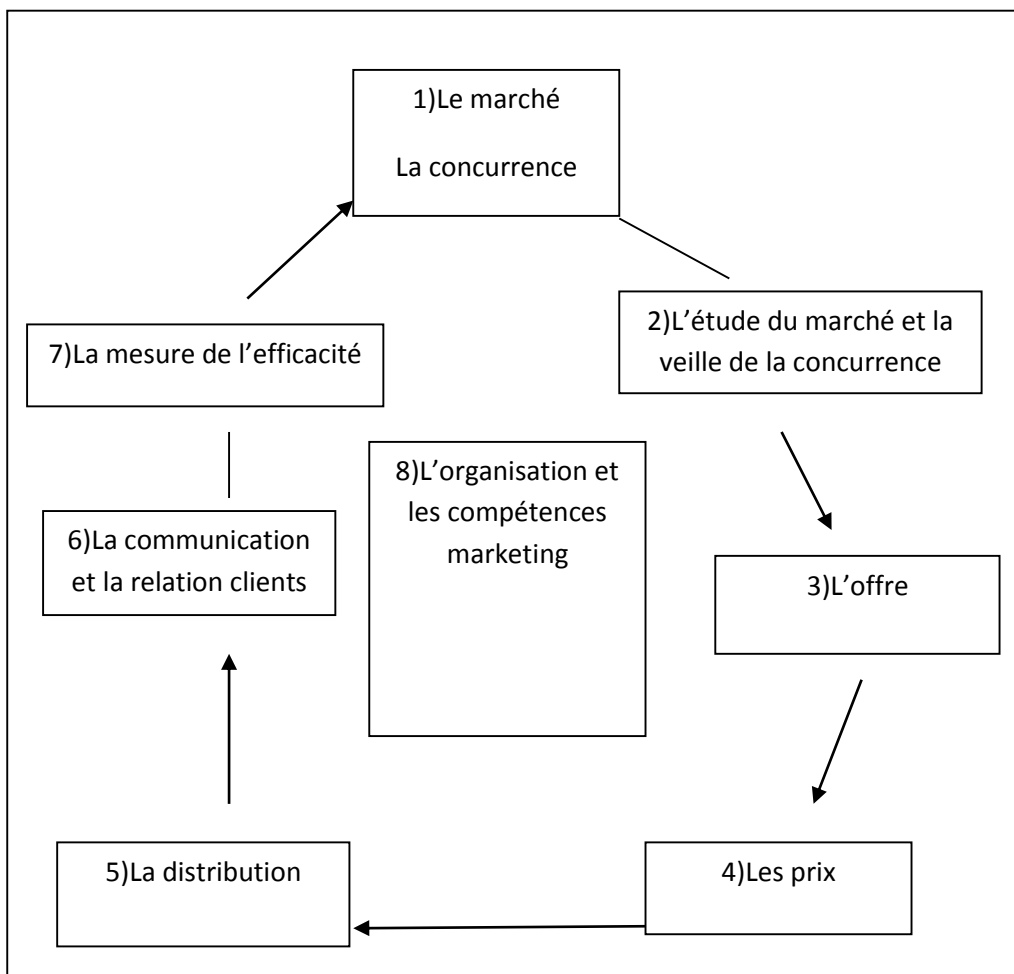 1)Le marché
La concurrence
2)L’étude du marché et la
veille de la concurrence
3)L’offre
4)Les prix
5)La distribution
6)La communication
et la relation clients
7)La mesure de l’efficacité
8)L’organisation et
les compétences
marketing